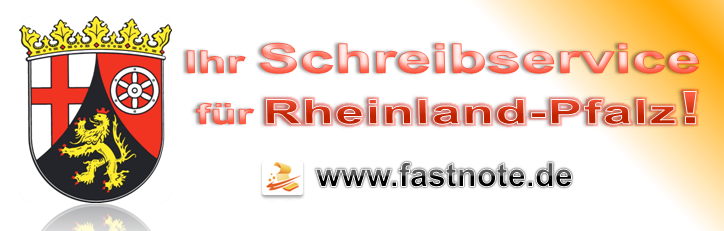 Ihr Schreibservice
für Rheinland-Pfalz!
www.fastnote.de